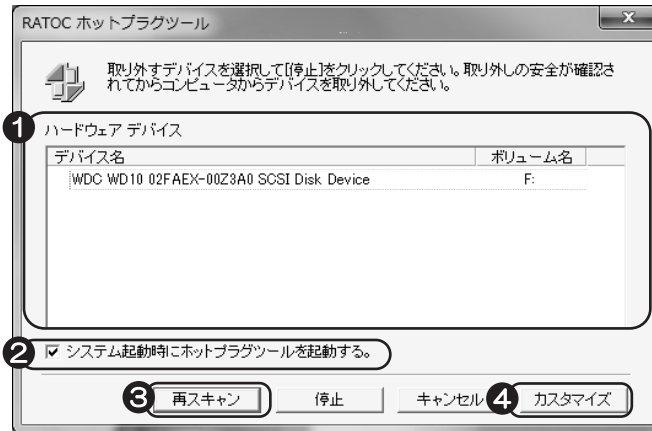 RATOC ホットプラグツール
x
取り外すデバイスを選択して[停止]をクリックしてください。取り外しの安全が確認さ
れてからコンピュータからデバイスを取り外してください。
❶
ハードウェア デバイス
デバイス名 ボリューム名
WDC WD10 02FAEX-00Z3A0 SCSI Disk Device F:
❷ システム起動時にホットプラグツールを起動する。
❸ 再スキャン 停止 キャンセル ❹ カスタマイズ